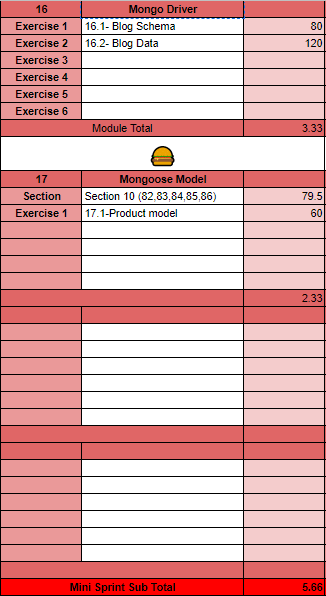 16 Mongo Driver
Exercise 1 16.1- Blog Schema 80
Exercise 2 16.2- Blog Data 120
Exercise 3
Exercise 4
Exercise 5
Exercise 6
Module Total 3.33
17 Mongoose Model
Section Section 10 (82,83,84,85,86) 79.5
Exercise 1 17.1-Product model 60
2.33
Mini Sprint Sub Total 5.66